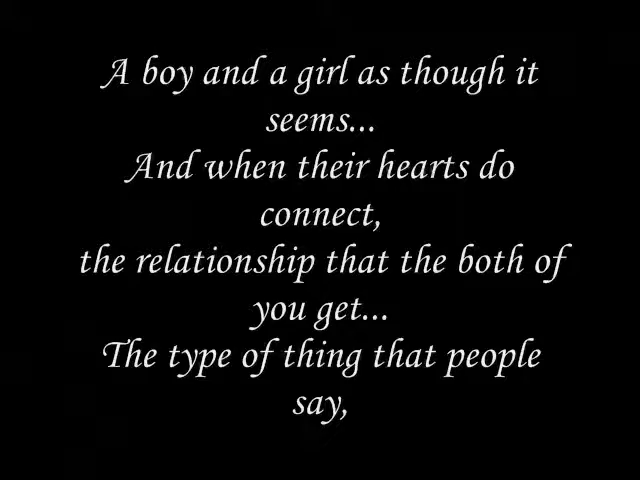 A boy and a girl as though it
seems...
And when their hearts do
connect,
the relationship that the both of
you get...
The type of thing that people
say,